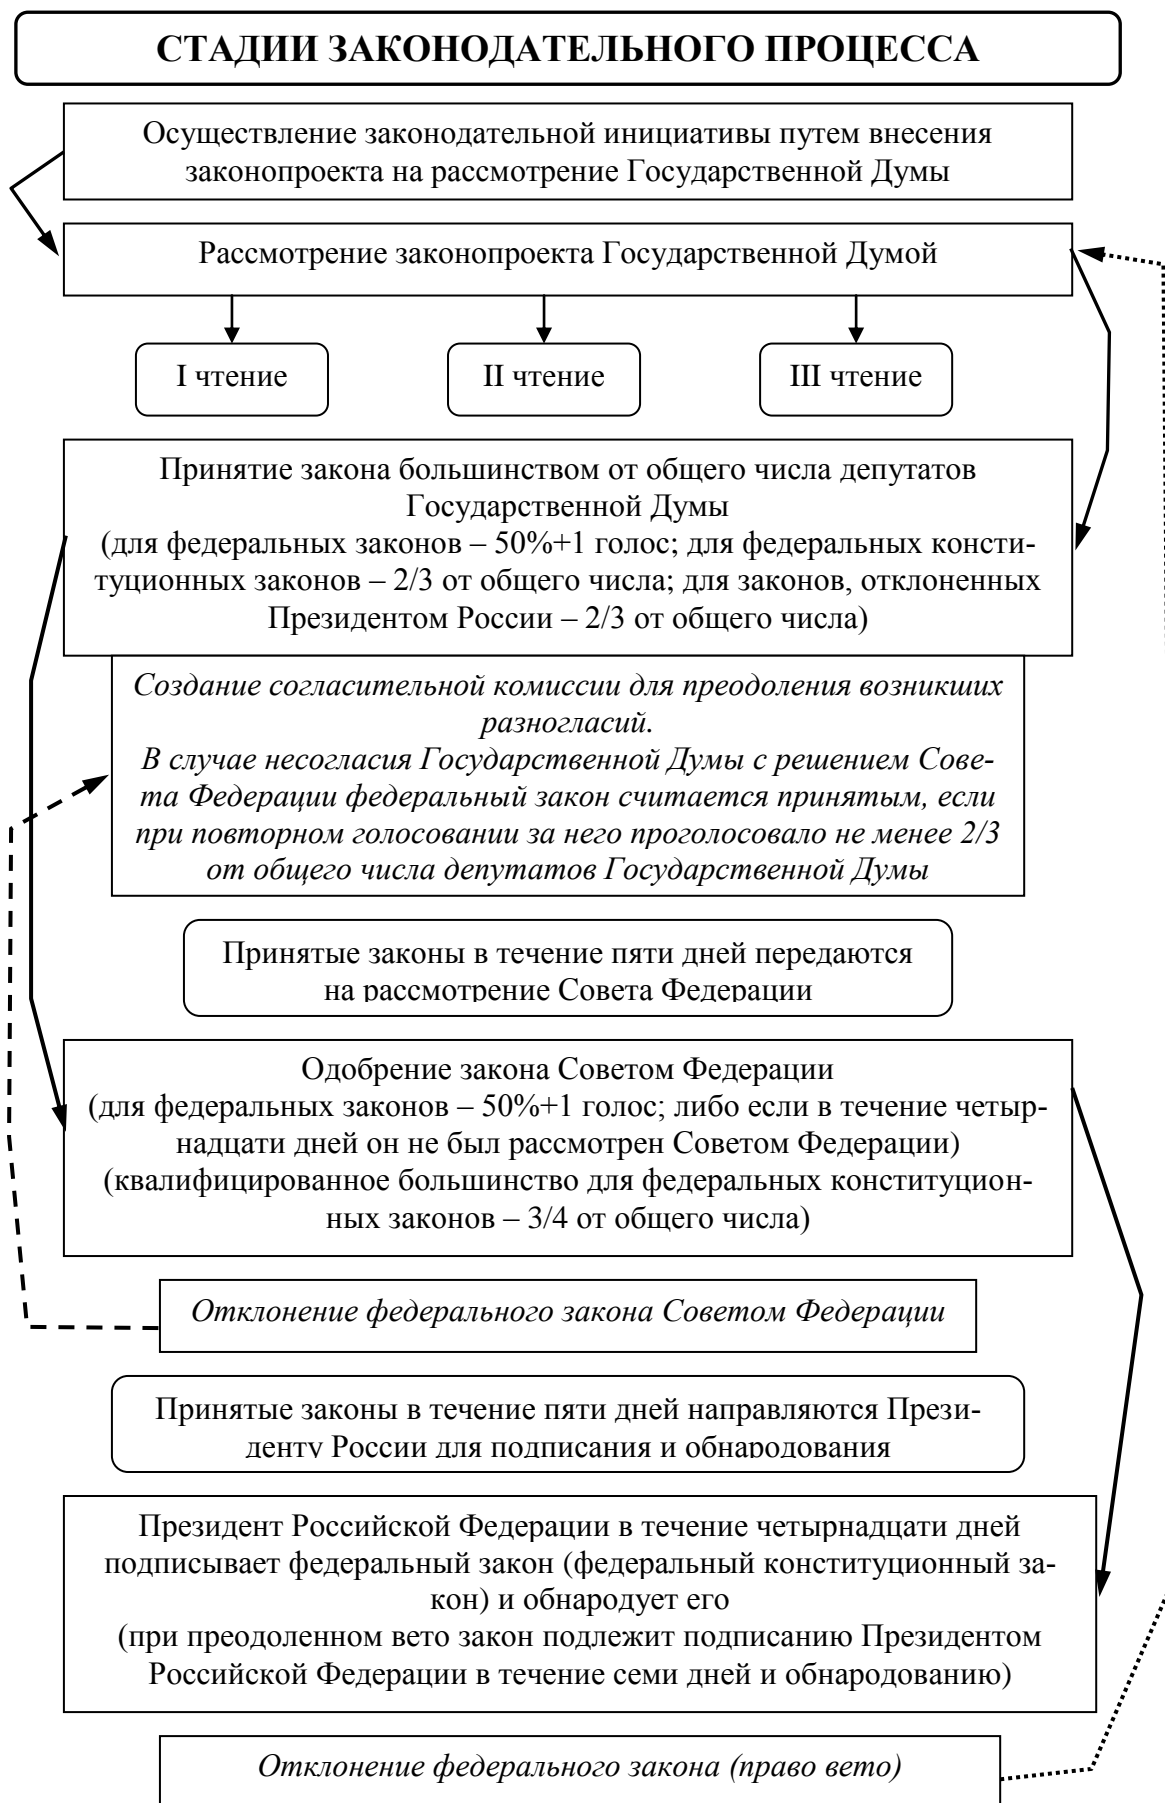 СТАДИИ ЗАКОНОДАТЕЛЬНОГО ПРОЦЕССА
Осуществление законодательной инициативы путем внесения
законопроекта на рассмотрение Государственной Думы
Рассмотрение законопроекта Государственной Думой
I чтение
II чтение
III чтение
Принятие закона большинством от общего числа депутатов
Государственной Думы
(для федеральных законов – 50%+1 голос; для федеральных консти-
туционных законов – 2/3 от общего числа; для законов, отклоненных
Президентом России – 2/3 от общего числа)
Создание согласительной комиссии для преодоления возникших
разногласий.
В случае несогласия Государственной Думы с решением Сове-
та Федерации федеральный закон считается принятым, если
при повторном голосовании за него проголосовало не менее 2/3
от общего числа депутатов Государственной Думы
Принятые законы в течение пяти дней передаются
на рассмотрение Совета Федерации
Одобрение закона Советом Федерации
(для федеральных законов – 50%+1 голос; либо если в течение четыр-
надцати дней он не был рассмотрен Советом Федерации)
(квалифицированное большинство для федеральных конституцион-
ных законов – 3/4 от общего числа)
Отклонение федерального закона Советом Федерации
Принятые законы в течение пяти дней направляются Прези-
денту России для подписания и обнародования
Президент Российской Федерации в течение четырнадцати дней
подписывает федеральный закон (федеральный конституционный за-
кон) и обнародует его
(при преодоленном вето закон подлежит подписанию Президентом
Российской Федерации в течение семи дней и обнародованию)
Отклонение федерального закона (право вето)